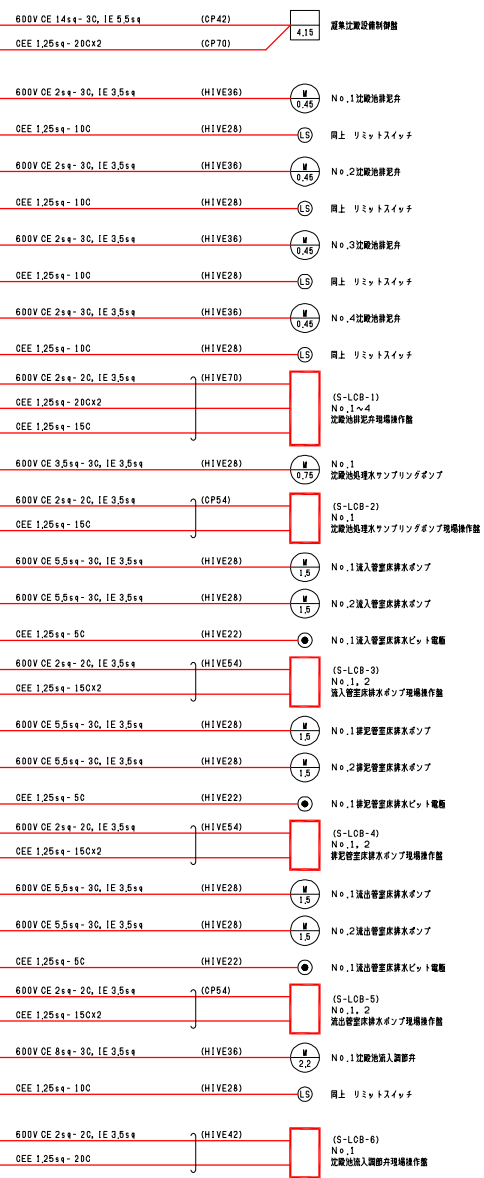 600V CE 14sq- 3C, IE 5.5sq (CP42) 凝集沈殿設備制御盤
4.15
CEE 1.25sq- 20C×2 (CP70)
600V CE 2sq- 3C, IE 3.5sq (HIVE36) M No.1沈殿池排泥弁
0.45
CEE 1.25sq- 10C (HIVE28) LS 同上 リミットスイッチ
600V CE 2sq- 3C, IE 3.5sq (HIVE36) M No.2沈殿池排泥弁
0.45
CEE 1.25sq- 10C (HIVE28) LS 同上 リミットスイッチ
600V CE 2sq- 3C, IE 3.5sq (HIVE36) M No.3沈殿池排泥弁
0.45
CEE 1.25sq- 10C (HIVE28) LS 同上 リミットスイッチ
600V CE 2sq- 3C, IE 3.5sq (HIVE36) M No.4沈殿池排泥弁
0.45
CEE 1.25sq- 10C (HIVE28) LS 同上 リミットスイッチ
600V CE 2sq- 2C, IE 3.5sq (HIVE70)
CEE 1.25sq- 20C×2
CEE 1.25sq- 15C
(S-LCB-1)
No.1~4
沈殿池排泥弁現場操作盤
600V CE 3.5sq- 3C, IE 3.5sq (HIVE28) M No.1
0.75 沈殿池処理水サンプリングポンプ
600V CE 2sq- 2C, IE 3.5sq (CP54)
CEE 1.25sq- 15C
(S-LCB-2)
No.1
沈殿池処理水サンプリングポンプ現場操作盤
600V CE 5.5sq- 3C, IE 3.5sq (HIVE28) M No.1流入管室床排水ポンプ
1.5
600V CE 5.5sq- 3C, IE 3.5sq (HIVE28) M No.2流入管室床排水ポンプ
1.5
CEE 1.25sq- 5C (HIVE22) No.1流入管室床排水ピット電極
600V CE 2sq- 2C, IE 3.5sq (HIVE54)
CEE 1.25sq- 15C×2
(S-LCB-3)
No.1, 2
流入管室床排水ポンプ現場操作盤
600V CE 5.5sq- 3C, IE 3.5sq (HIVE28) M No.1排泥管室床排水ポンプ
1.5
600V CE 5.5sq- 3C, IE 3.5sq (HIVE28) M No.2排泥管室床排水ポンプ
1.5
CEE 1.25sq- 5C (HIVE22) No.1排泥管室床排水ピット電極
600V CE 2sq- 2C, IE 3.5sq (HIVE54)
CEE 1.25sq- 15C×2
(S-LCB-4)
No.1, 2
排泥管室床排水ポンプ現場操作盤
600V CE 5.5sq- 3C, IE 3.5sq (HIVE28) M No.1流出管室床排水ポンプ
1.5
600V CE 5.5sq- 3C, IE 3.5sq (HIVE28) M No.2流出管室床排水ポンプ
1.5
CEE 1.25sq- 5C (HIVE22) No.1流出管室床排水ピット電極
600V CE 2sq- 2C, IE 3.5sq (CP54)
CEE 1.25sq- 15C×2
(S-LCB-5)
No.1, 2
流出管室床排水ポンプ現場操作盤
600V CE 8sq- 3C, IE 3.5sq (HIVE36) M No.1沈殿池流入調節弁
2.2
CEE 1.25sq- 10C (HIVE28) LS 同上 リミットスイッチ
600V CE 2sq- 2C, IE 3.5sq (HIVE42)
CEE 1.25sq- 20C
(S-LCB-6)
No.1
沈殿池流入調節弁現場操作盤